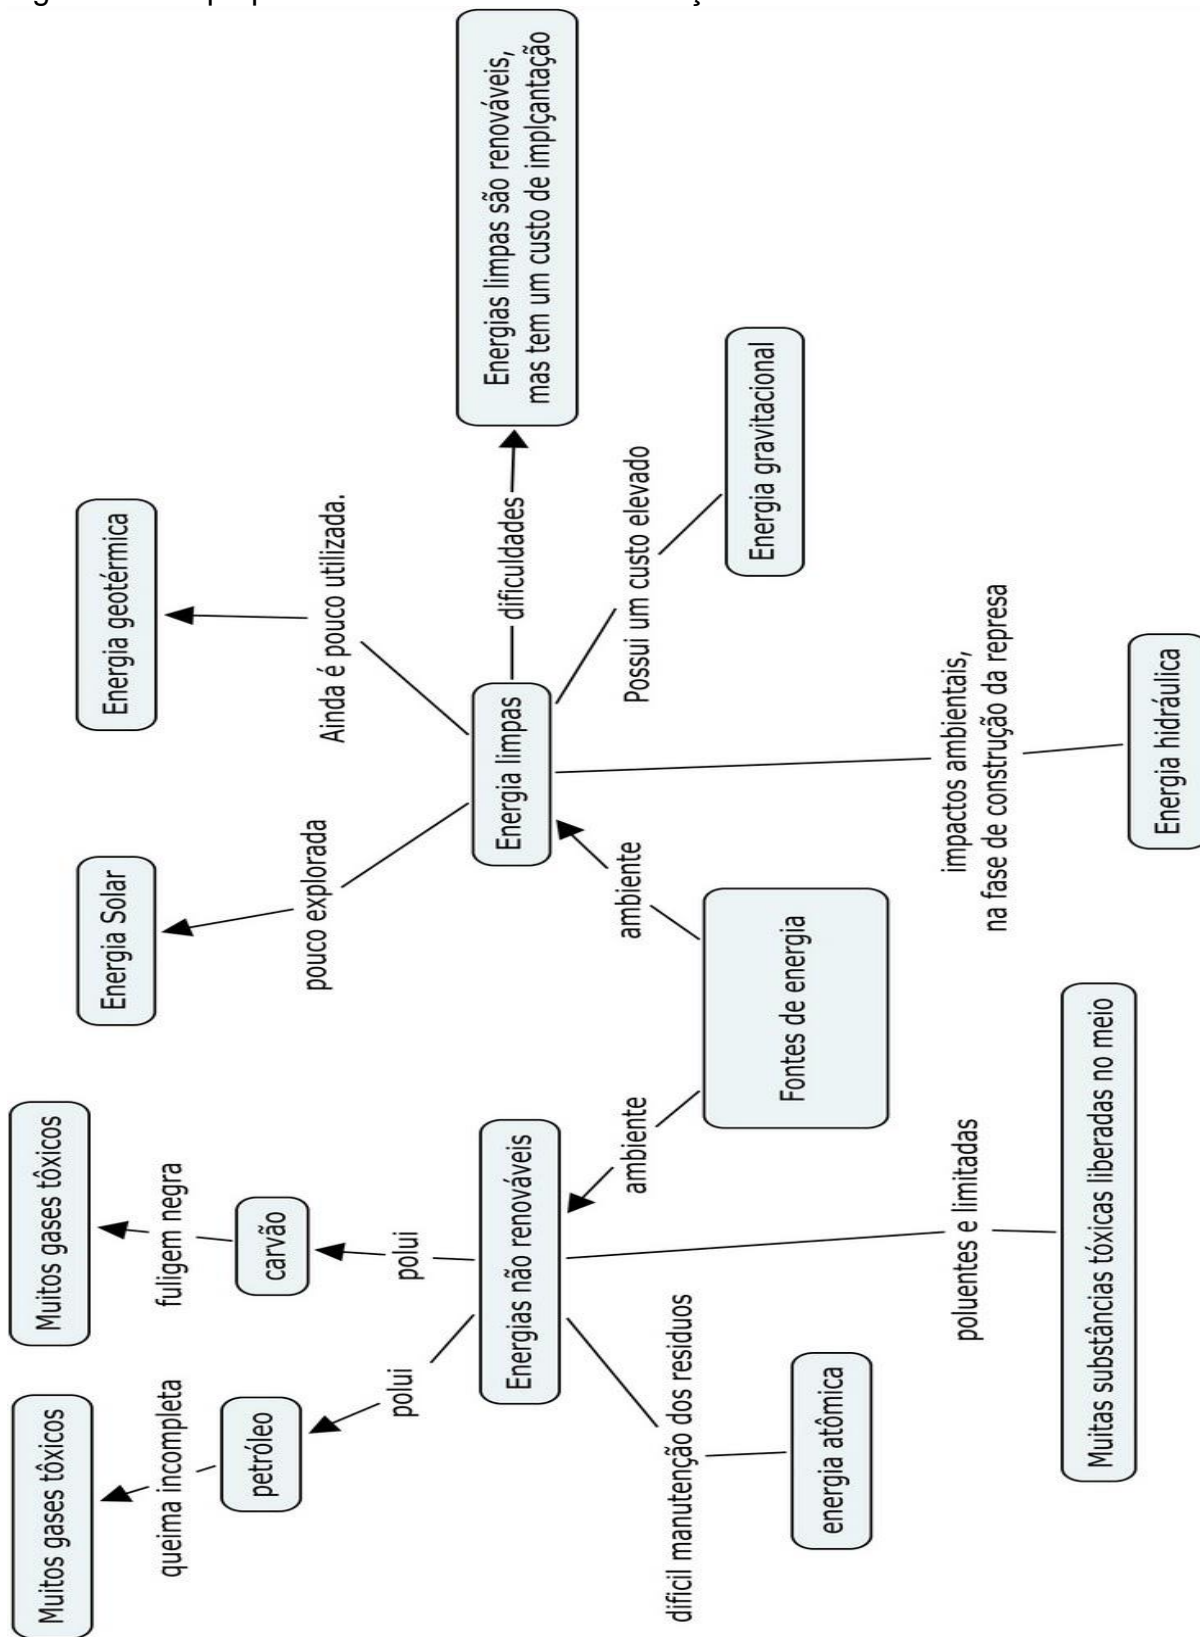 Muitos gases tôxicos
Muitos gases tôxicos
Energia Solar
Energia geotérmica
queima incompleta
fuligem negra
pouco explorada
Ainda é pouco utilizada.
petróleo
carvão
polui
polui
Energias não renováveis
Energia limpas
dificuldades
Energias limpas são renováveis,
mas tem um custo de implçantação
ambiente
ambiente
Possui um custo elevado
dificil manutenção dos residuos
Fontes de energia
Energia gravitacional
energia atômica
poluentes e limitadas
impactos ambientais,
na fase de construção da represa
Muitas substâncias tóxicas liberadas no meio
Energia hidráulica